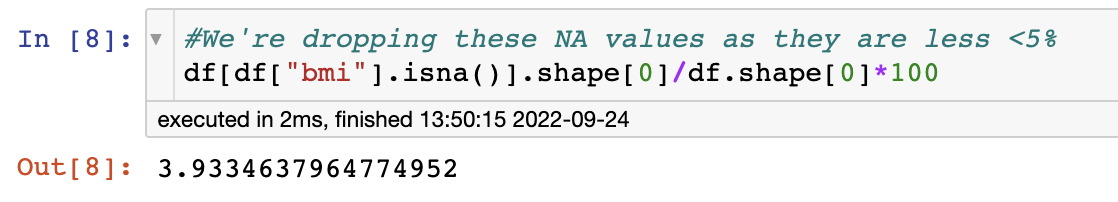 In [8]:
#We're dropping these NA values as they are less <5%
df[df["bmi"].isna()].shape[0]/df.shape[0]*100
executed in 2ms, finished 13:50:15 2022-09-24
Out[8]: 3.9334637964774952